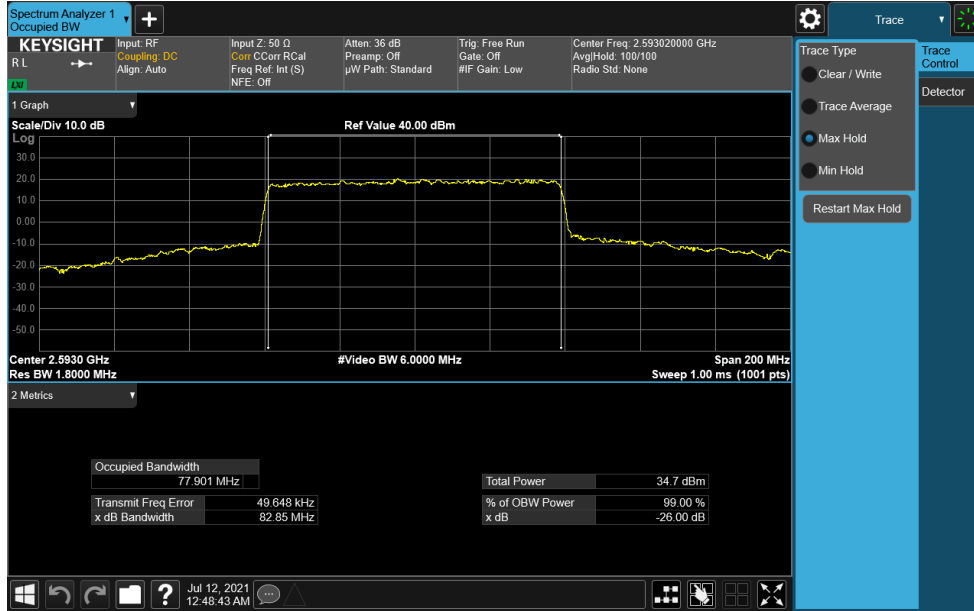 Spectrum Analyzer 1
Occupied BW
+
Trace
KEYSIGHT
R L
LXI
Input: RF
Coupling: DC
Align: Auto
Input Z: 50 Ω
Corr CCorr RCal
Freq Ref: Int (S)
NFE: Off
Atten: 36 dB
Preamp: Off
µW Path: Standard
Trig: Free Run
Gate: Off
#IF Gain: Low
Center Freq: 2.593020000 GHz
Avg|Hold: 100/100
Radio Std: None
Trace Type
Clear / Write
Trace Average
Max Hold
Min Hold
Restart Max Hold
Trace
Control
Detector
1 Graph
Scale/Div 10.0 dB
Ref Value 40.00 dBm
Log
30.0
20.0
10.0
0.00
-10.0
-20.0
-30.0
-40.0
-50.0
Center 2.5930 GHz
#Video BW 6.0000 MHz
Span 200 MHz
Res BW 1.8000 MHz
Sweep 1.00 ms (1001 pts)
2 Metrics
Occupied Bandwidth
77.901 MHz
Total Power 34.7 dBm
Transmit Freq Error 49.648 kHz
% of OBW Power 99.00 %
x dB Bandwidth 82.85 MHz
x dB -26.00 dB
?
Jul 12, 2021
12:48:43 AM